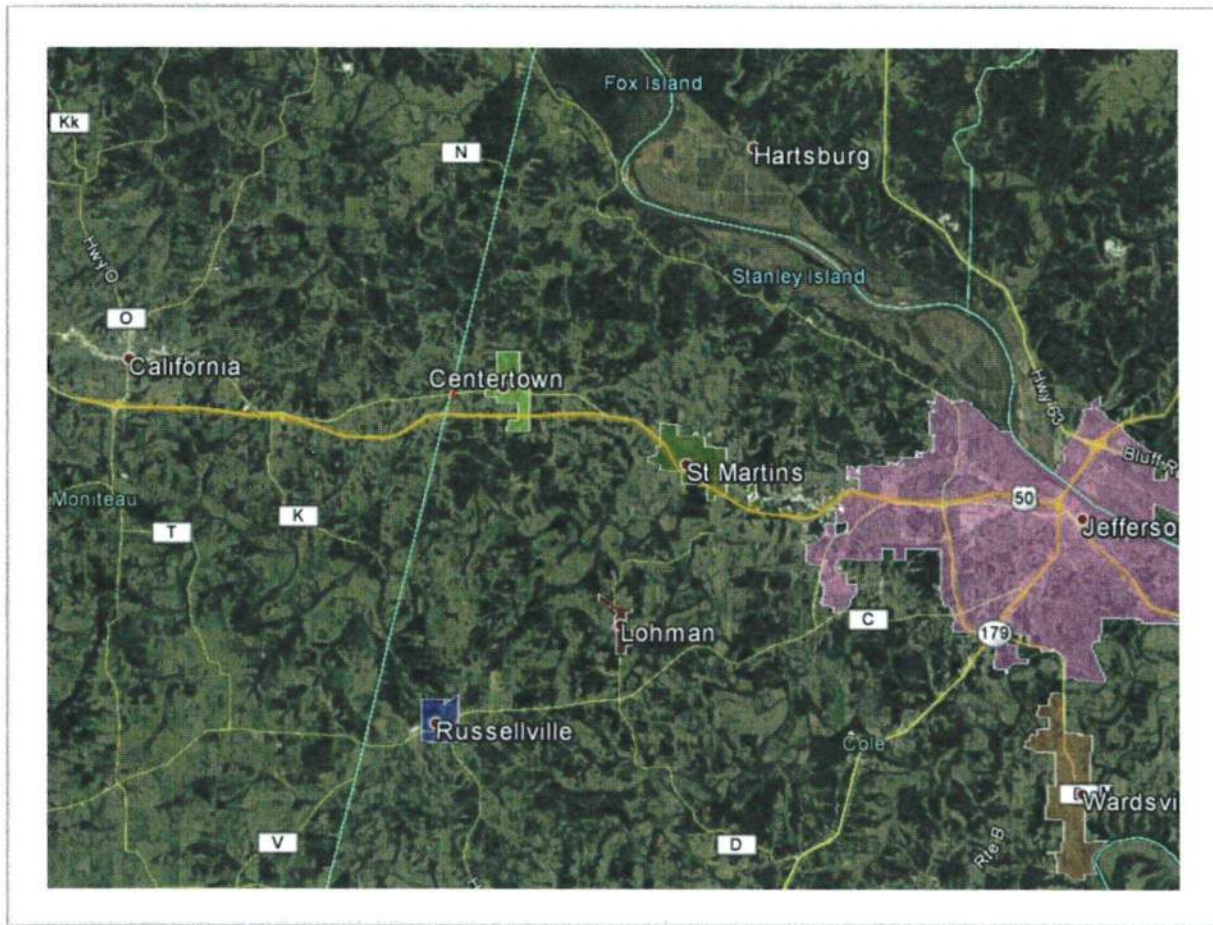 Fox Island
Kk
N
Hartsburg
Hwy O
Stanley Island
O
California
Centertown
Hwy 63
St Martins
Bluff R
Moniteau
50
T
K
Jefferso
Lohman
C
179
Russellville
Cole
Wardsvi
V
D
Rte B
H